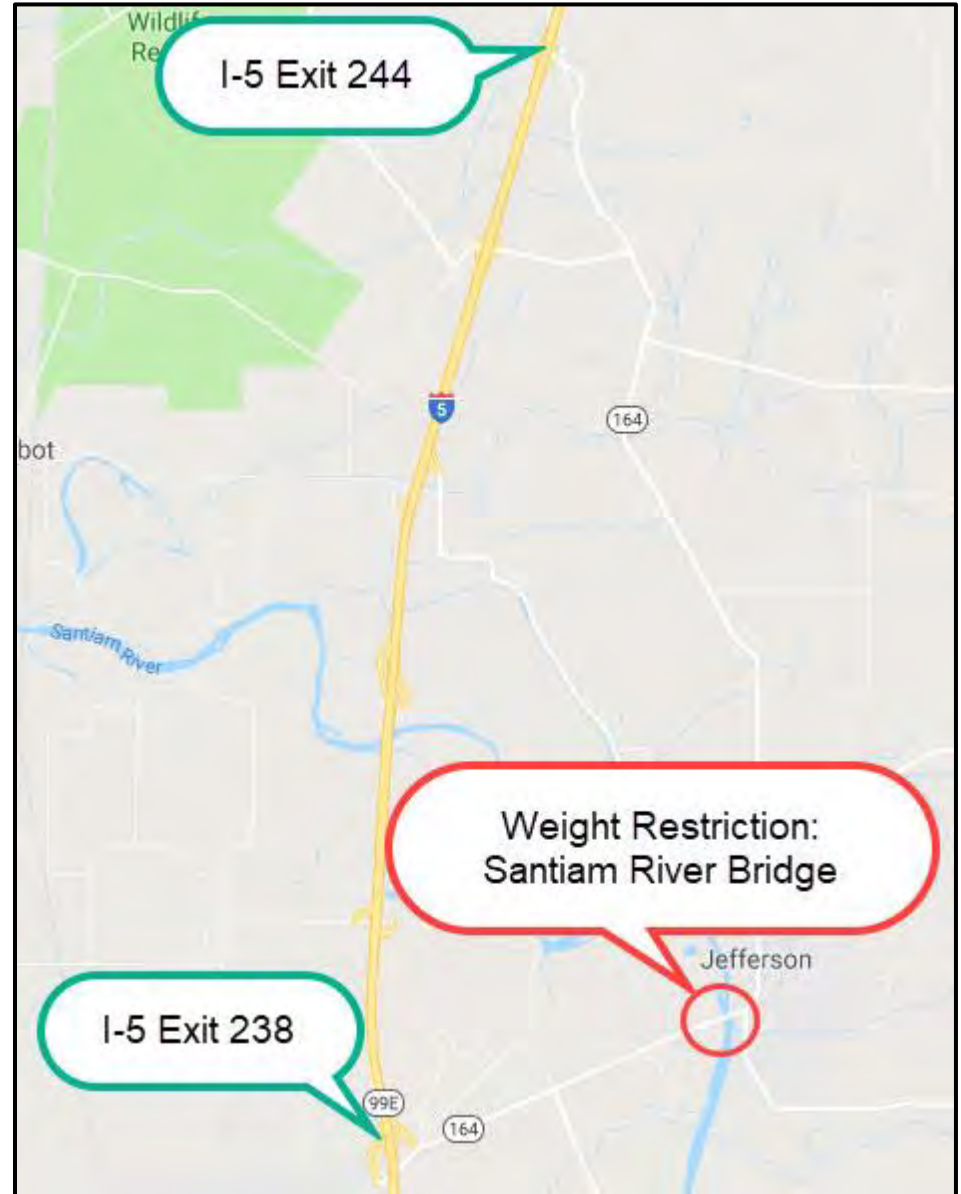 Wildli
Re
I-5 Exit 244
5
164
bot
Santiam
River
Weight Restriction:
Santiam River Bridge
Jefferson
I-5 Exit 238
99E
164